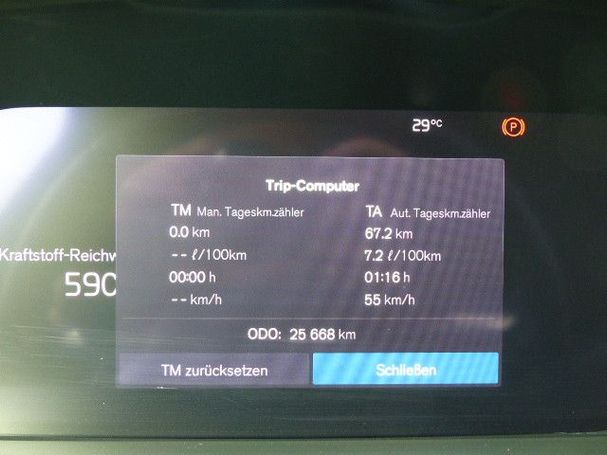 29°C
P
Trip-Computer
TM Man. Tageskm.zähler
TA Aut. Tageskm.zähler
0.0 km
67.2 km
-- ℓ/100km
7.2 ℓ/100km
00:00 h
01:16 h
-- km/h
55 km/h
ODO: 25 668 km
TM zurücksetzen
Schließen
Kraftstoff-Reichw
590